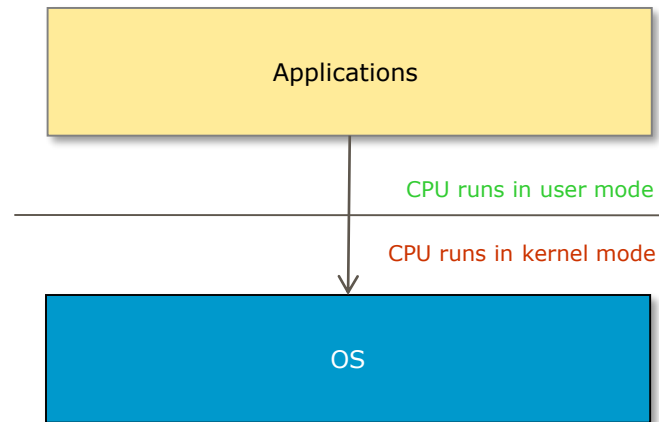 Applications
CPU runs in user mode
CPU runs in kernel mode
OS